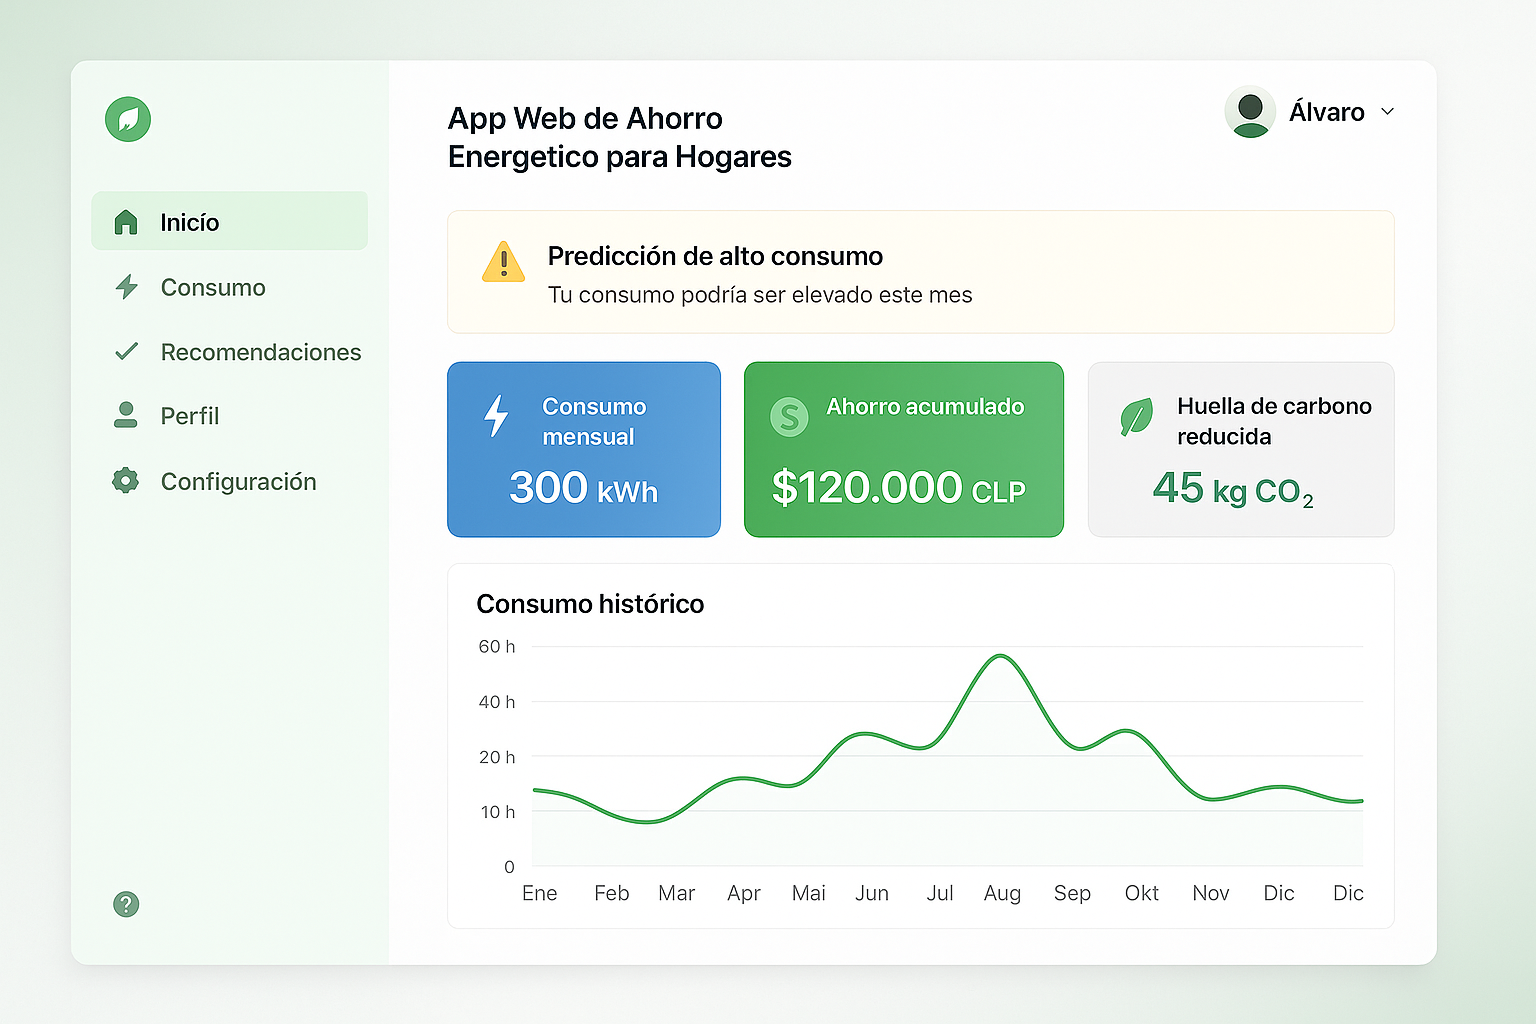 App Web de Ahorro
Energetico para Hogares
Álvaro
Inicío
Consumo
Recomendaciones
Perfil
Configuración
?
Predicción de alto consumo
Tu consumo podría ser elevado este mes
Consumo
mensual
300 kWh
S
Ahorro acumulado
$120.000 CLP
Huella de carbono
reducida
45 kg CO₂
Consumo histórico
60 h
40 h
20 h
10 h
0
Ene Feb Mar Apr Mai Jun Jul Aug Sep Okt Nov Dic Dic